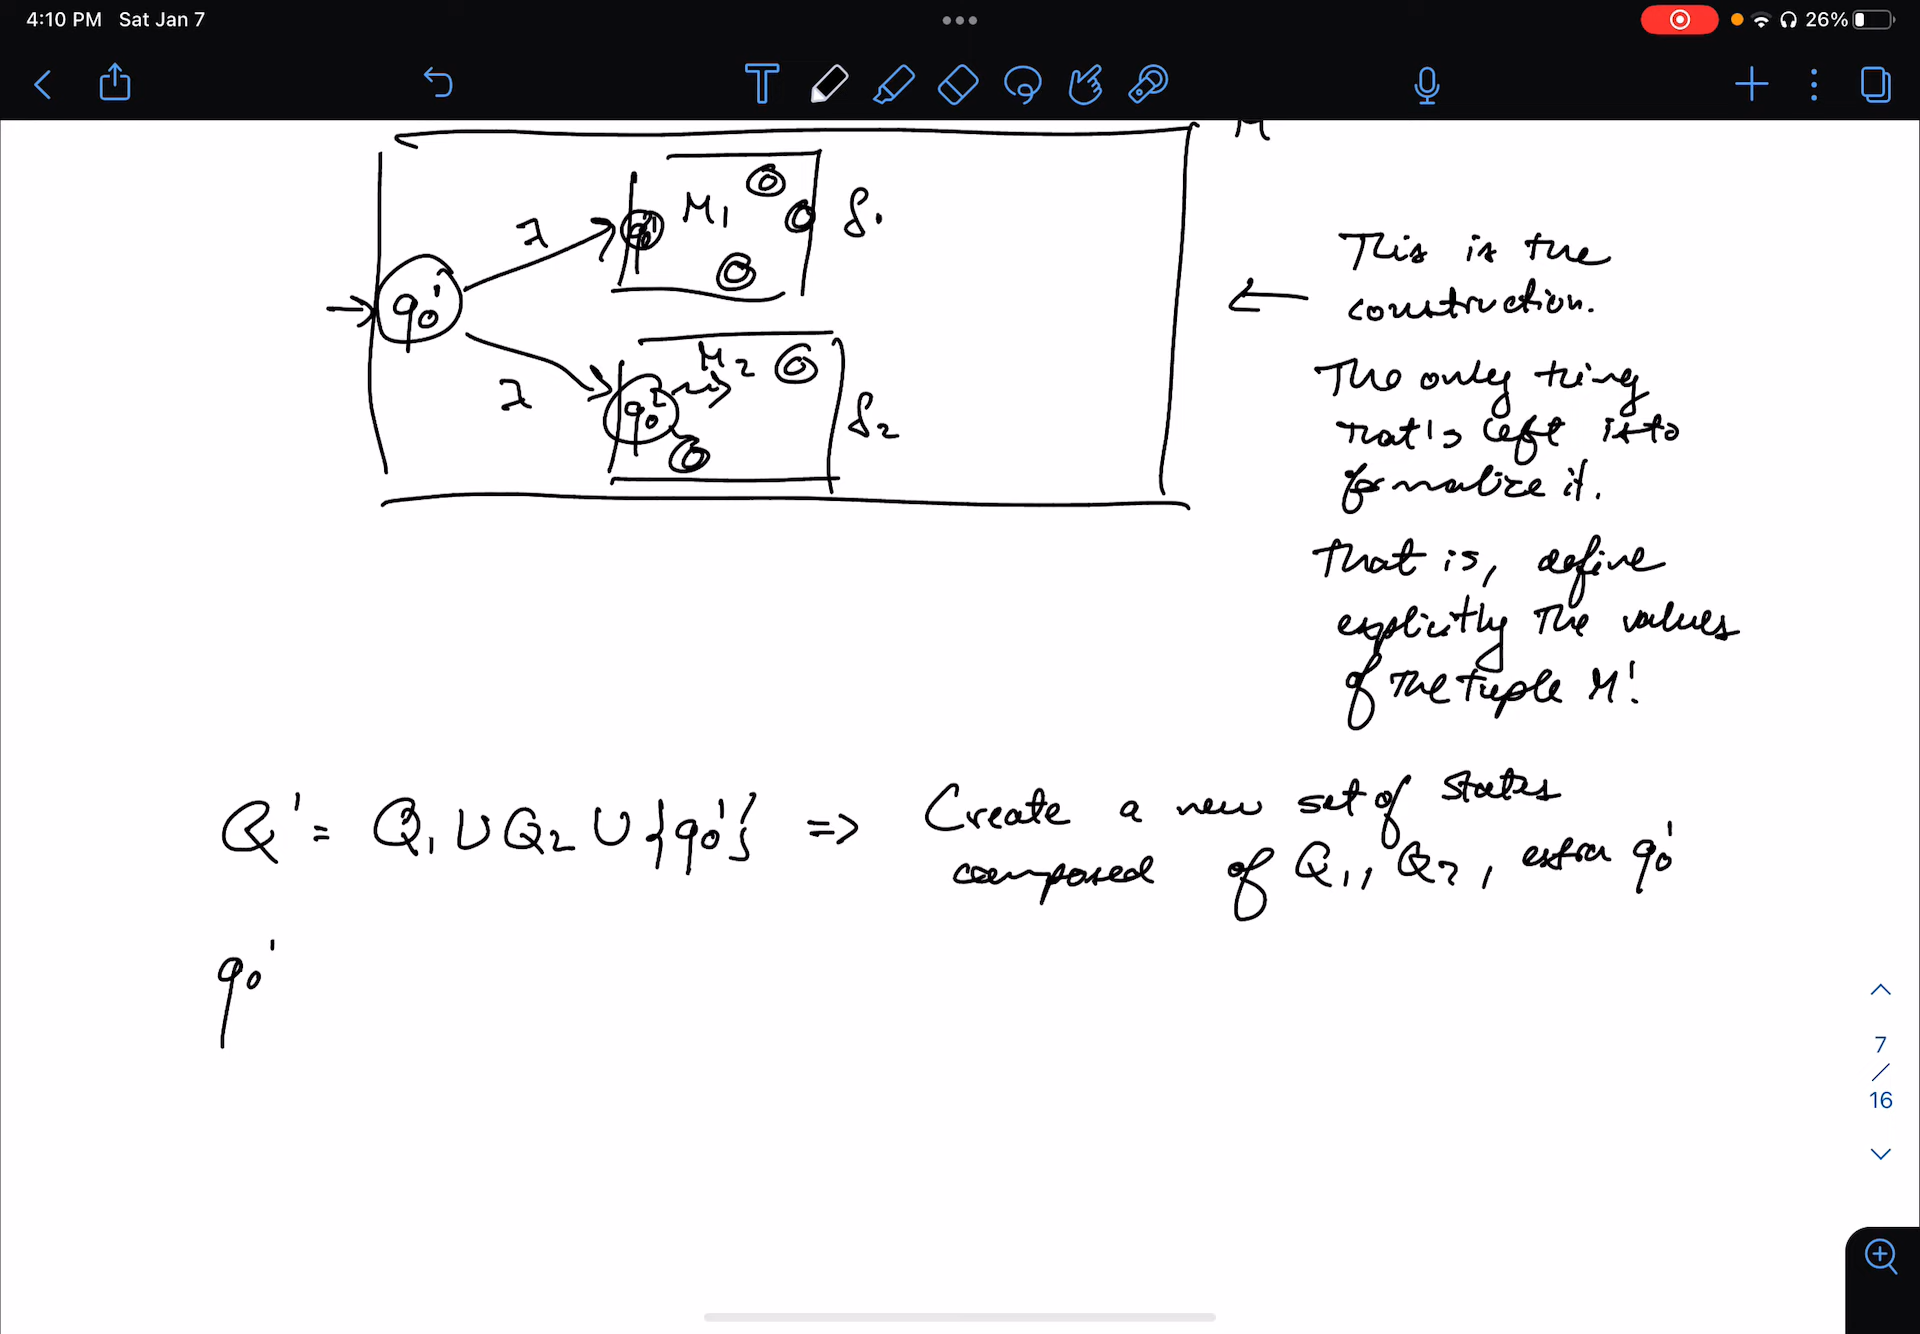 4:10 PM Sat Jan 7
26%
M
λ
M₁
δ₁
q₀¹
q₀'
λ
M₂
q₀²
δ₂
This is the
construction.
The only thing
that's left is to
formalize it.
That is, define
explicitly the values
of the tuple M'.
Q' = Q₁ ∪ Q₂ ∪ {q₀'} => Create a new set of states
composed of Q₁, Q₂, extra q₀'
q₀'
7
/
16